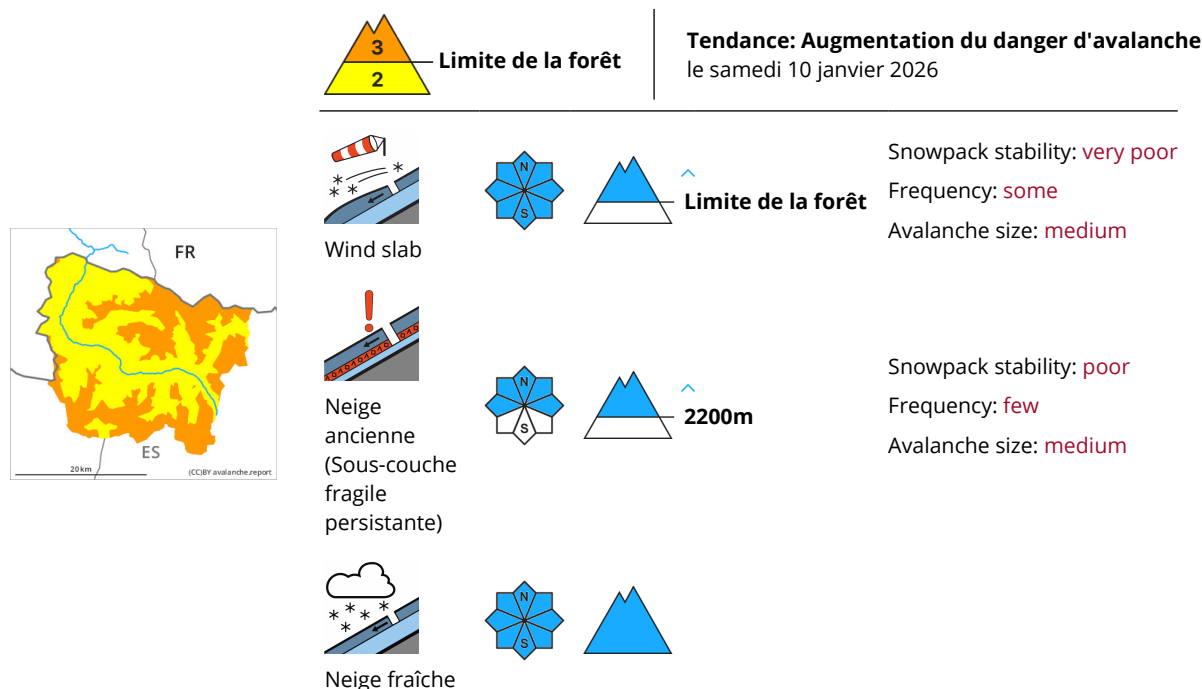 3
2
Limite de la forêt
Tendance: Augmentation du danger d'avalanche
le samedi 10 janvier 2026
FR
ES
20 km
(CC)BY avalanche.report
Wind slab
N
S
Limite de la forêt
Snowpack stability: very poor
Frequency: some
Avalanche size: medium
Neige
ancienne
(Sous-couche
fragile
persistante)
N
S
2200m
Snowpack stability: poor
Frequency: few
Avalanche size: medium
Neige fraîche
N
S